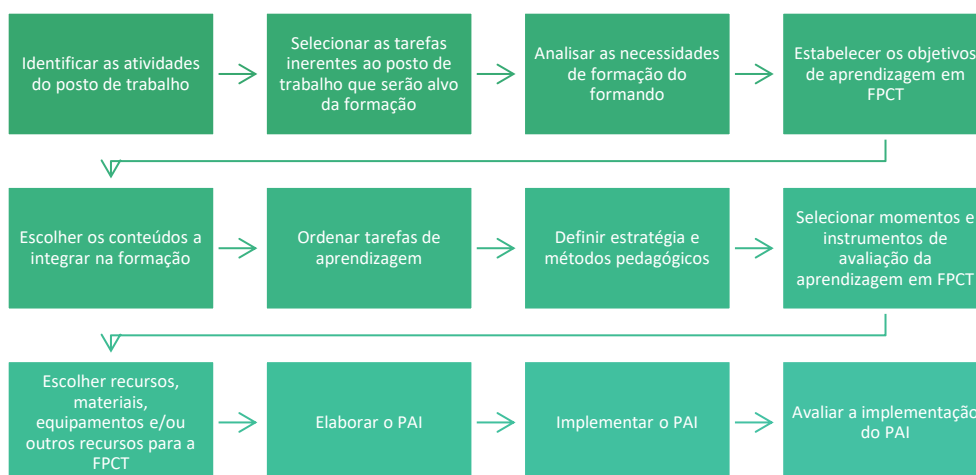 Identificar as atividades
do posto de trabalho
Selecionar as tarefas
inerentes ao posto de
trabalho que serão alvo
da formação
Analisar as necessidades
de formação do
formando
Estabelecer os objetivos
de aprendizagem em
FPCT
Escolher os conteúdos a
integrar na formação
Ordenar tarefas de
aprendizagem
Definir estratégia e
métodos pedagógicos
Selecionar momentos e
instrumentos de
avaliação da
aprendizagem em FPCT
Escolher recursos,
materiais,
equipamentos e/ou
outros recursos para a
FPCT
Elaborar o PAI
Implementar o PAI
Avaliar a implementação
do PAI